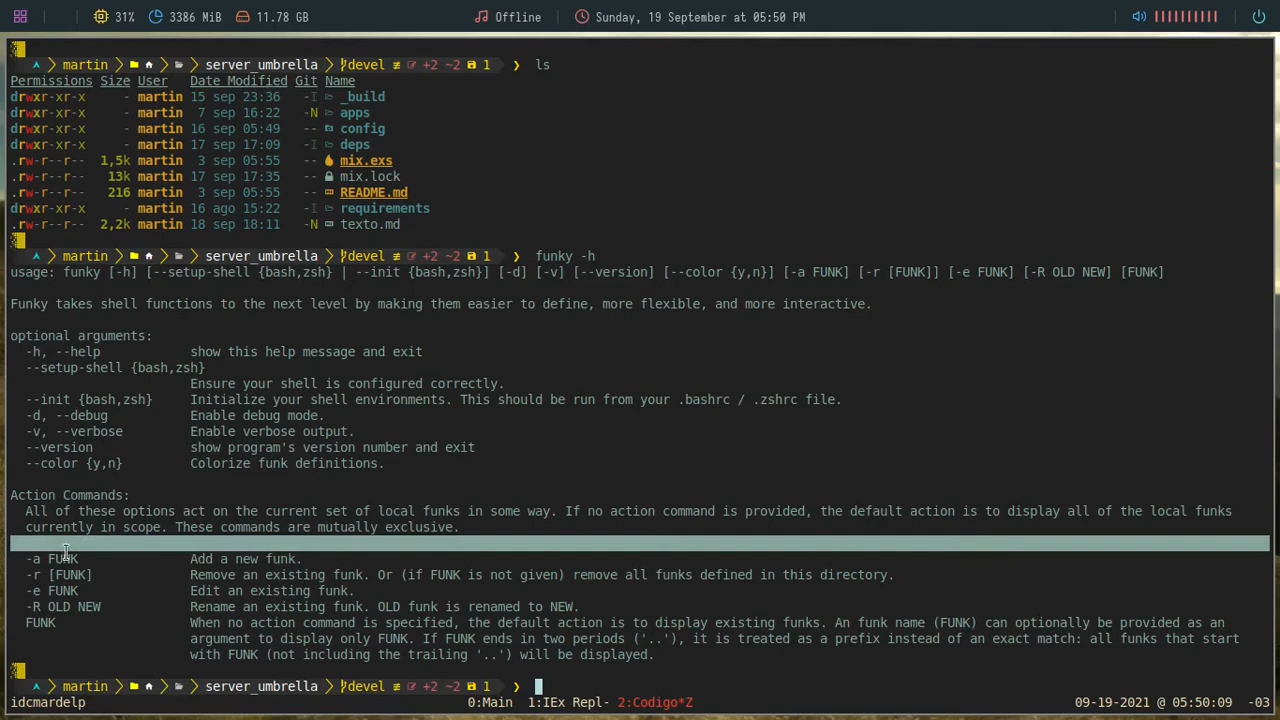 31% 3386 MiB 11.78 GB Offline Sunday, 19 September at 05:50 PM
martin server_umbrella devel ≢ +2 ~2 1 ❯ ls
Permissions Size User Date Modified Git Name
drwxr-xr-x - martin 15 sep 23:36 -I _build
drwxr-xr-x - martin 7 sep 16:22 -N apps
drwxr-xr-x - martin 16 sep 05:49 -- config
drwxr-xr-x - martin 17 sep 17:09 -I deps
.rw-r--r-- 1,5k martin 3 sep 05:55 -- mix.exs
.rw-r--r-- 13k martin 17 sep 17:35 -- mix.lock
.rw-r--r-- 216 martin 3 sep 05:55 -- README.md
drwxr-xr-x - martin 16 ago 15:22 -I requirements
.rw-r--r-- 2,2k martin 18 sep 18:11 -N texto.md
martin server_umbrella devel ≢ +2 ~2 1 ❯ funky -h
usage: funky [-h] [--setup-shell {bash,zsh} | --init {bash,zsh}] [-d] [-v] [--version] [--color {y,n}] [-a FUNK] [-r [FUNK]] [-e FUNK] [-R OLD NEW] [FUNK]
Funky takes shell functions to the next level by making them easier to define, more flexible, and more interactive.
optional arguments:
-h, --help show this help message and exit
--setup-shell {bash,zsh}
Ensure your shell is configured correctly.
--init {bash,zsh} Initialize your shell environments. This should be run from your .bashrc / .zshrc file.
-d, --debug Enable debug mode.
-v, --verbose Enable verbose output.
--version show program's version number and exit
--color {y,n} Colorize funk definitions.
Action Commands:
All of these options act on the current set of local funks in some way. If no action command is provided, the default action is to display all of the local funks
currently in scope. These commands are mutually exclusive.
-a FUNK Add a new funk.
-r [FUNK] Remove an existing funk. Or (if FUNK is not given) remove all funks defined in this directory.
-e FUNK Edit an existing funk.
-R OLD NEW Rename an existing funk. OLD funk is renamed to NEW.
FUNK When no action command is specified, the default action is to display existing funks. An funk name (FUNK) can optionally be provided as an
argument to display only FUNK. If FUNK ends in two periods ('..'), it is treated as a prefix instead of an exact match: all funks that start
with FUNK (not including the trailing '..') will be displayed.
martin server_umbrella devel ≢ +2 ~2 1 ❯
idcmardelp 0:Main 1:IEx Repl- 2:Codigo*Z 09-19-2021 @ 05:50:09 -03